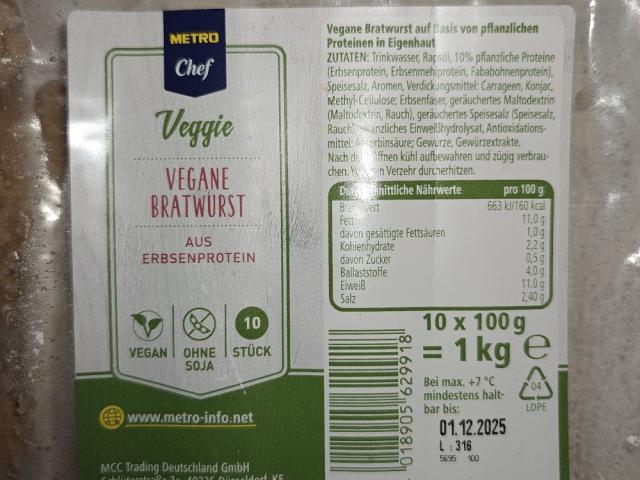 METRO
Chef
Veggie
VEGANE
BRATWURST
AUS
ERBSENPROTEIN
VEGAN
OHNE
SOJA
10
STÜCK
www.metro-info.net
MCC Trading Deutschland GmbH
Vegane Bratwurst auf Basis von pflanzlichen
Proteinen in Eigenhaut
ZUTATEN: Trinkwasser, Rapsöl, 10% pflanzliche Proteine
(Erbsenprotein, Erbsenmehlprotein, Fababohnenprotein),
Speisesalz, Aromen, Verdickungsmittel: Carrageen, Konjac,
Methyl-Cellulose; Erbsenfaser, geräuchertes Maltodextrin
(Maltodextrin, Rauch), geräuchertes Speisesalz (Speisesalz,
Rauch), pflanzliches Einweißhydrolysat, Antioxidations-
mittel: Ascorbinsäure; Gewürze, Gewürzextrakte.
Nach dem Öffnen kühl aufbewahren und zügig verbrau-
chen. Vor dem Verzehr durcherhitzen.
Durchschnittliche Nährwerte pro 100 g
Brennwert 663 kJ/160 kcal
Fett 11,0 g
davon gesättigte Fettsäuren 1,0 g
Kohlenhydrate 2,2 g
davon Zucker 0,5 g
Ballaststoffe 4,0 g
Eiweiß 11.0 g
Salz 2,40 g
10 x 100 g
= 1 kg e
018905 629918
Bei max. +7 °C
mindestens halt-
bar bis:
01.12.2025
L : 316
5695 100
04
LDPE